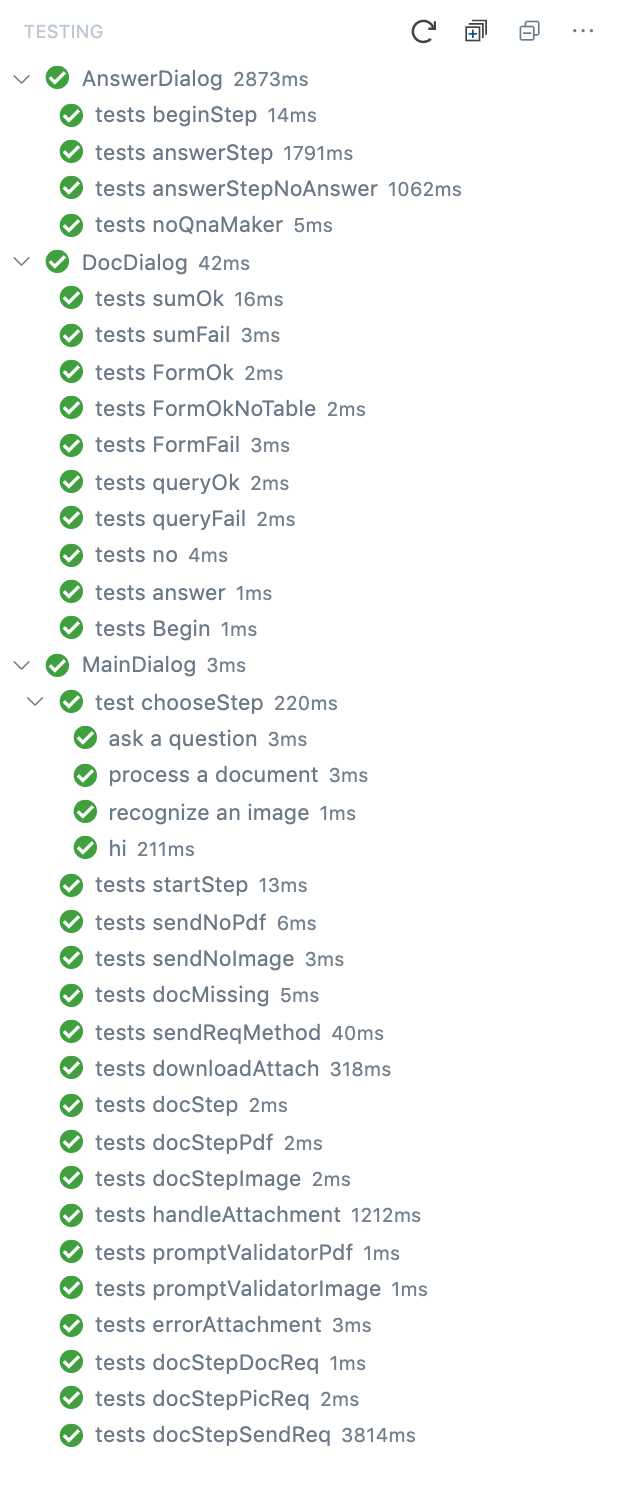 TESTING
AnswerDialog 2873ms
tests beginStep 14ms
tests answerStep 1791ms
tests answerStepNoAnswer 1062ms
tests noQnaMaker 5ms
DocDialog 42ms
tests sumOk 16ms
tests sumFail 3ms
tests FormOk 2ms
tests FormOkNoTable 2ms
tests FormFail 3ms
tests queryOk 2ms
tests queryFail 2ms
tests no 4ms
tests answer 1ms
tests Begin 1ms
MainDialog 3ms
test chooseStep 220ms
ask a question 3ms
process a document 3ms
recognize an image 1ms
hi 211ms
tests startStep 13ms
tests sendNoPdf 6ms
tests sendNoImage 3ms
tests docMissing 5ms
tests sendReqMethod 40ms
tests downloadAttach 318ms
tests docStep 2ms
tests docStepPdf 2ms
tests docStepImage 2ms
tests handleAttachment 1212ms
tests promptValidatorPdf 1ms
tests promptValidatorImage 1ms
tests errorAttachment 3ms
tests docStepDocReq 1ms
tests docStepPicReq 2ms
tests docStepSendReq 3814ms